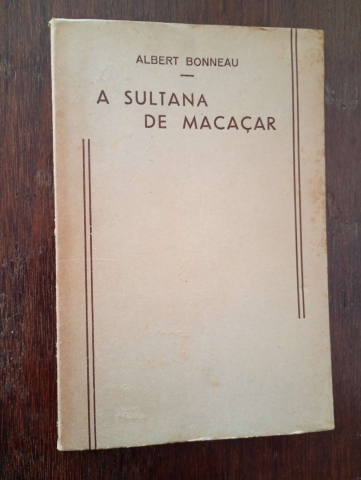 ALBERT BONNEAU
A SULTANA
DE MACAÇAR